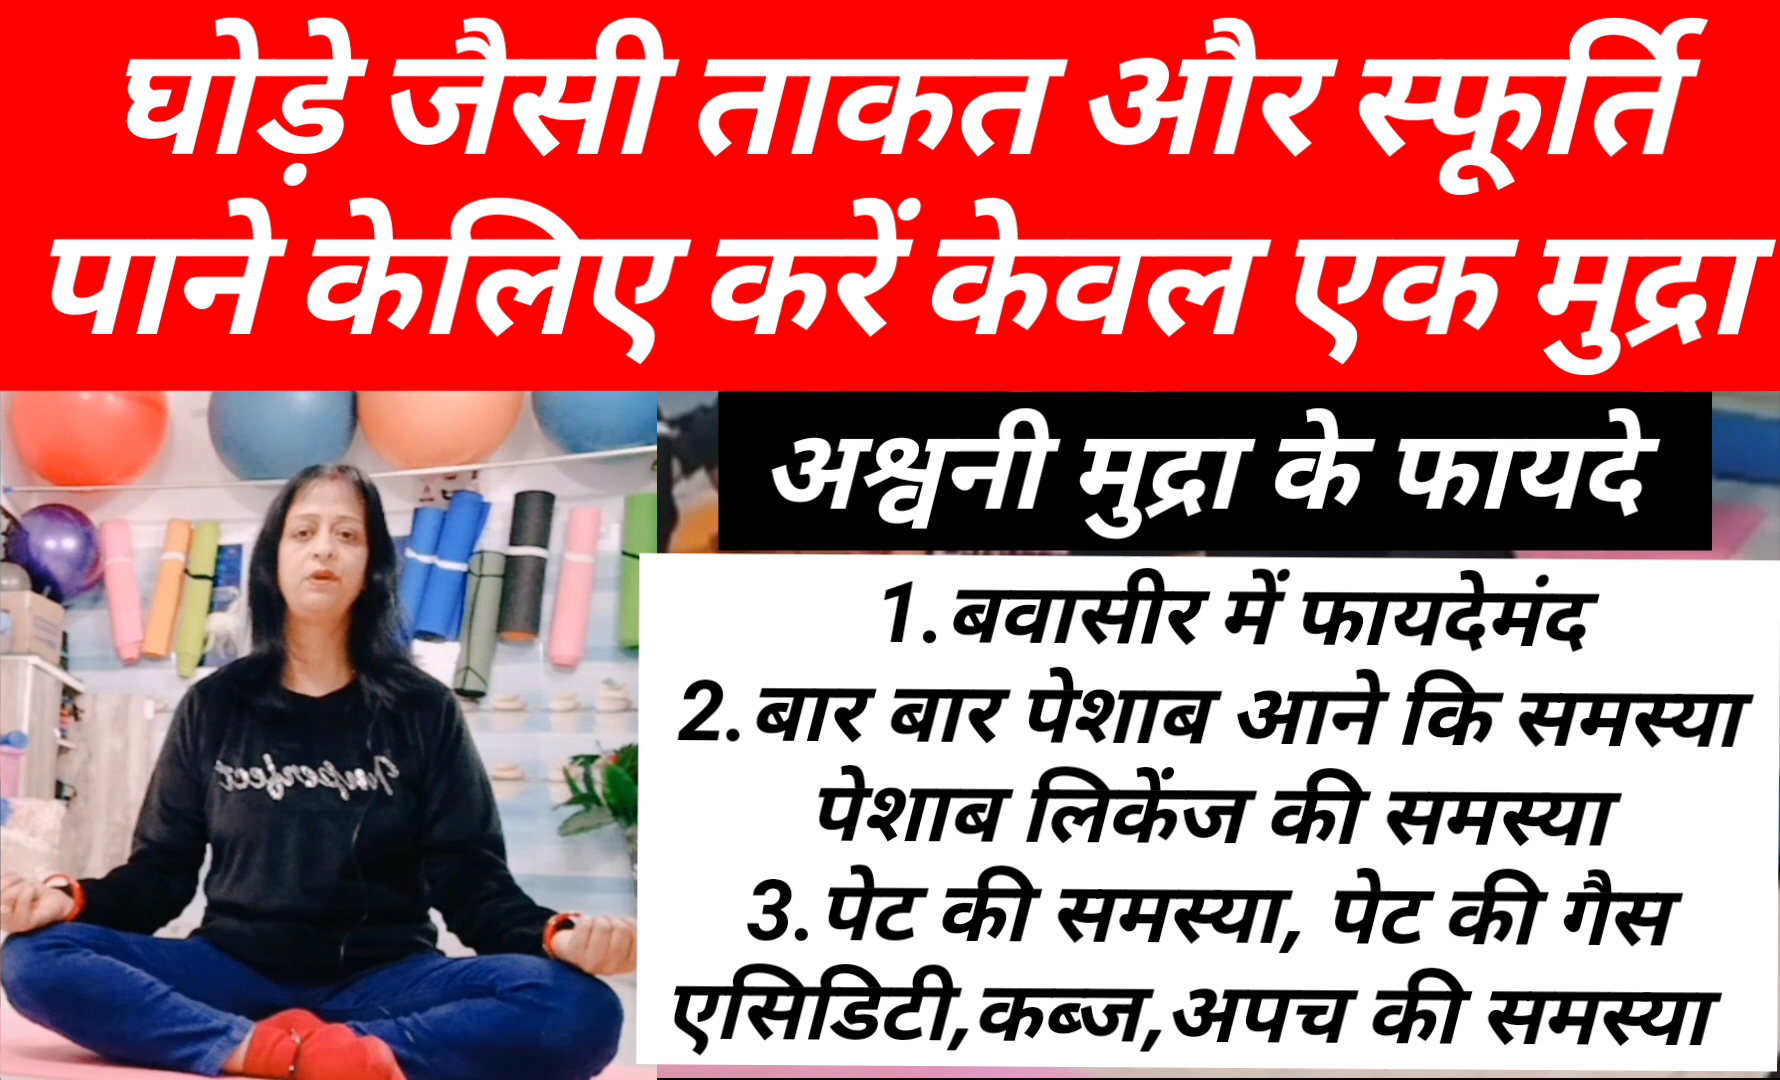 घोड़े जैसी ताकत और स्फूर्ति
पाने केलिए करें केवल एक मुद्रा
अश्वनी मुद्रा के फायदे
1.बवासीर में फायदेमंद
2.बार बार पेशाब आने कि समस्या
पेशाब लिकेंज की समस्या
3.पेट की समस्या, पेट की गैस
एसिडिटी,कब्ज,अपच की समस्या
Imperfect